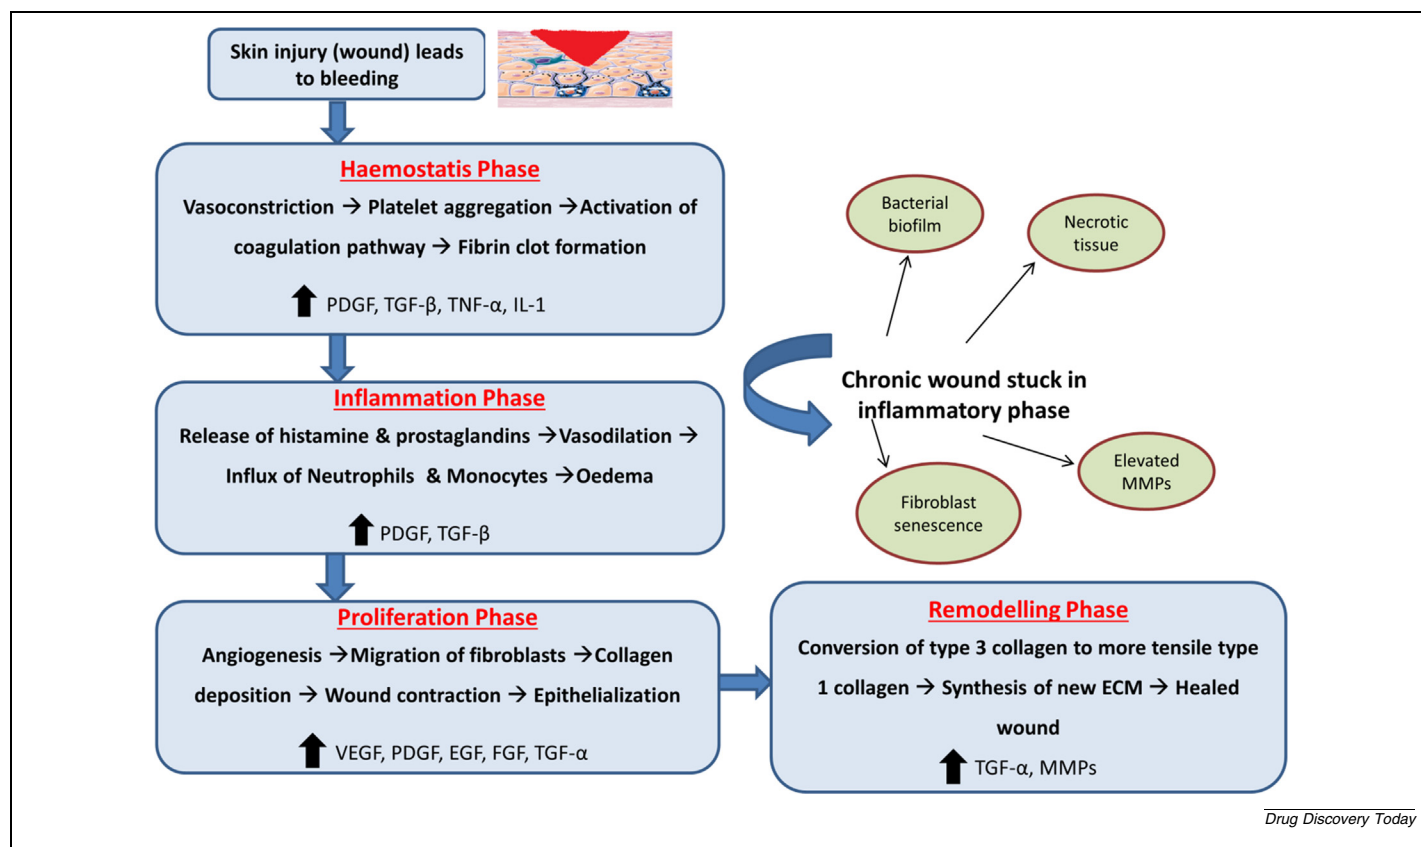 Skin injury (wound) leads
to bleeding
Haemostatis Phase
Vasoconstriction → Platelet aggregation →Activation of
coagulation pathway → Fibrin clot formation
PDGF, TGF-β, TNF-α, IL-1
Inflammation Phase
Release of histamine & prostaglandins →Vasodilation →
Influx of Neutrophils & Monocytes →Oedema
PDGF, TGF-β
Proliferation Phase
Angiogenesis →Migration of fibroblasts →Collagen
deposition → Wound contraction → Epithelialization
VEGF, PDGF, EGF, FGF, TGF-α
Bacterial
biofilm
Necrotic
tissue
Chronic wound stuck in
inflammatory phase
Elevated
MMPs
Fibroblast
senescence
Remodelling Phase
Conversion of type 3 collagen to more tensile type
1 collagen → Synthesis of new ECM → Healed
wound
TGF-α, MMPs
Drug Discovery Today